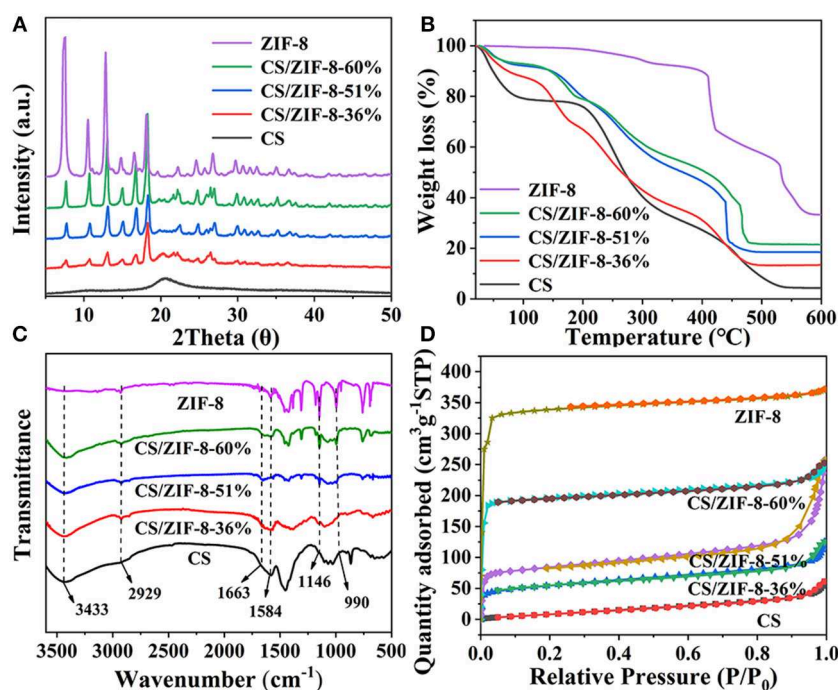 A
ZIF-8
CS/ZIF-8-60%
CS/ZIF-8-51%
CS/ZIF-8-36%
CS
Intensity (a.u.)
10 20 30 40 50
2Theta (θ)
B
100
80
60
40
20
0
Weight loss (%)
ZIF-8
CS/ZIF-8-60%
CS/ZIF-8-51%
CS/ZIF-8-36%
CS
100 200 300 400 500 600
Temperature (°C)
C
Transmittance
ZIF-8
CS/ZIF-8-60%
CS/ZIF-8-51%
CS/ZIF-8-36%
CS
3433 2929 1663 1584 1146 990
3600 3000 2500 2000 1500 1000 500
Wavenumber (cm⁻¹)
D
400
350
300
250
200
150
100
50
0
Quantity adsorbed (cm³g⁻¹STP)
ZIF-8
CS/ZIF-8-60%
CS/ZIF-8-51%
CS/ZIF-8-36%
CS
0.0 0.2 0.4 0.6 0.8 1.0
Relative Pressure (P/P₀)